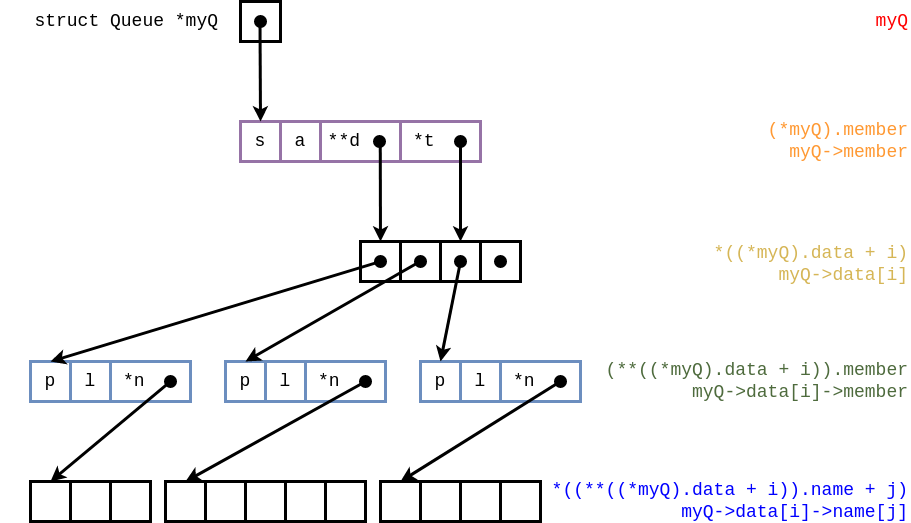 struct Queue *myQ
myQ
s a **d *t
(*myQ).member
myQ->member
*((*myQ).data + i)
myQ->data[i]
p l *n p l *n p l *n
(**((*myQ).data + i)).member
myQ->data[i]->member
*((**((*myQ).data + i)).name + j)
myQ->data[i]->name[j]